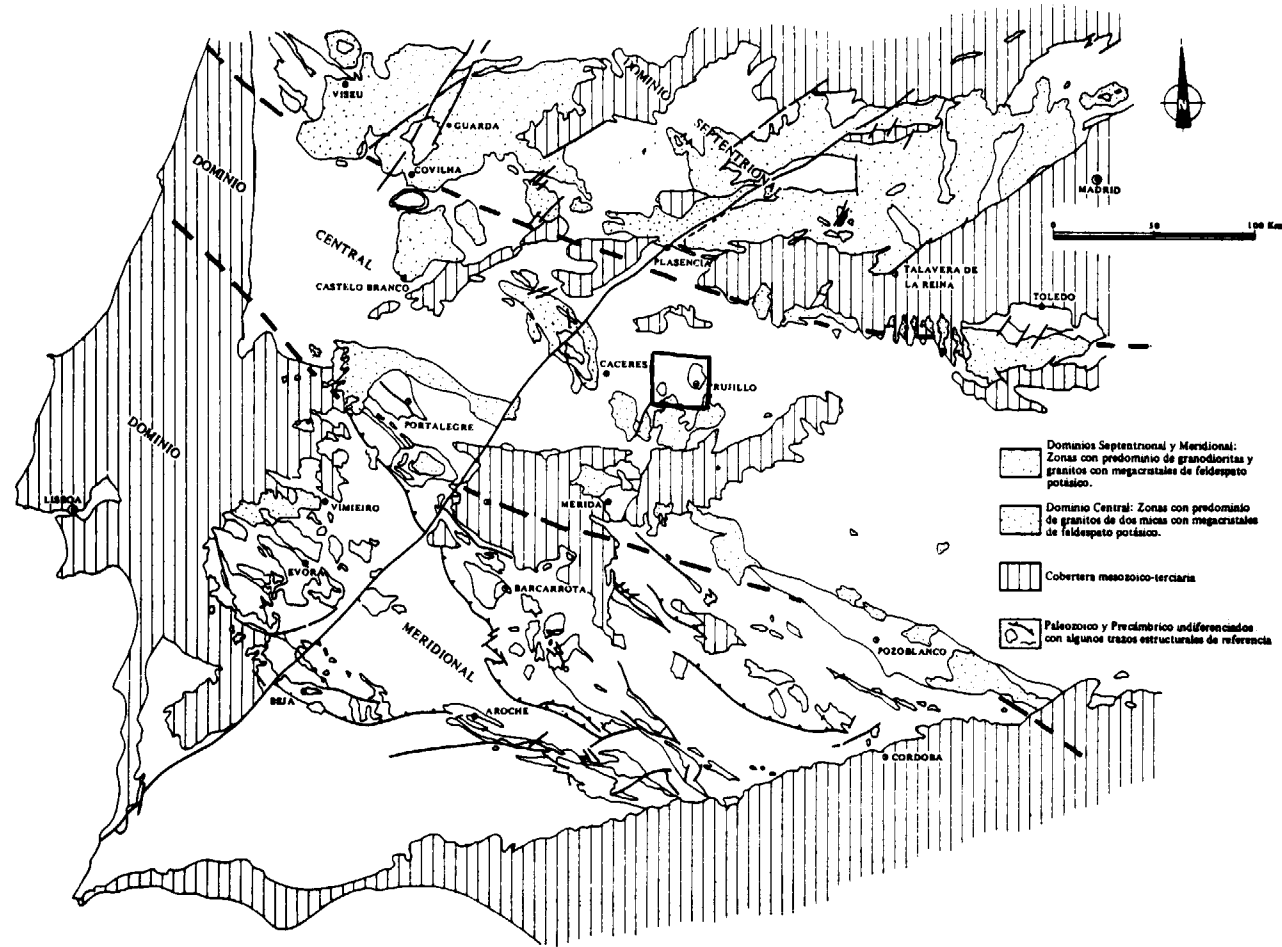 DOMINIO
SEPTENTRIONAL
VISEU
GUARDA
COVILHA
DOMINIO
CENTRAL
CASTELO BRANCO
PLASENCIA
MADRID
N
0 50 100 Km
TALAVERA DE
LA REINA
TOLEDO
CACERES
TRUJILLO
PORTALEGRE
DOMINIO
LISBOA
VIMIEIRO
MERIDA
EVORA
BARCARROTA
MERIDIONAL
POZOBLANCO
BEJA
AROCHE
CORDOBA
Dominios Septentrional y Meridional:
Zonas con predominio de granodioritas y
granitos con megacristales de feldespato
potásico.
Dominio Central: Zonas con predominio
de granitos de dos micas con megacristales
de feldespato potásico.
Cobertera mesozoico-terciaria
Paleozoico y Precámbrico indiferenciados
con algunos trazos estructurales de referencia